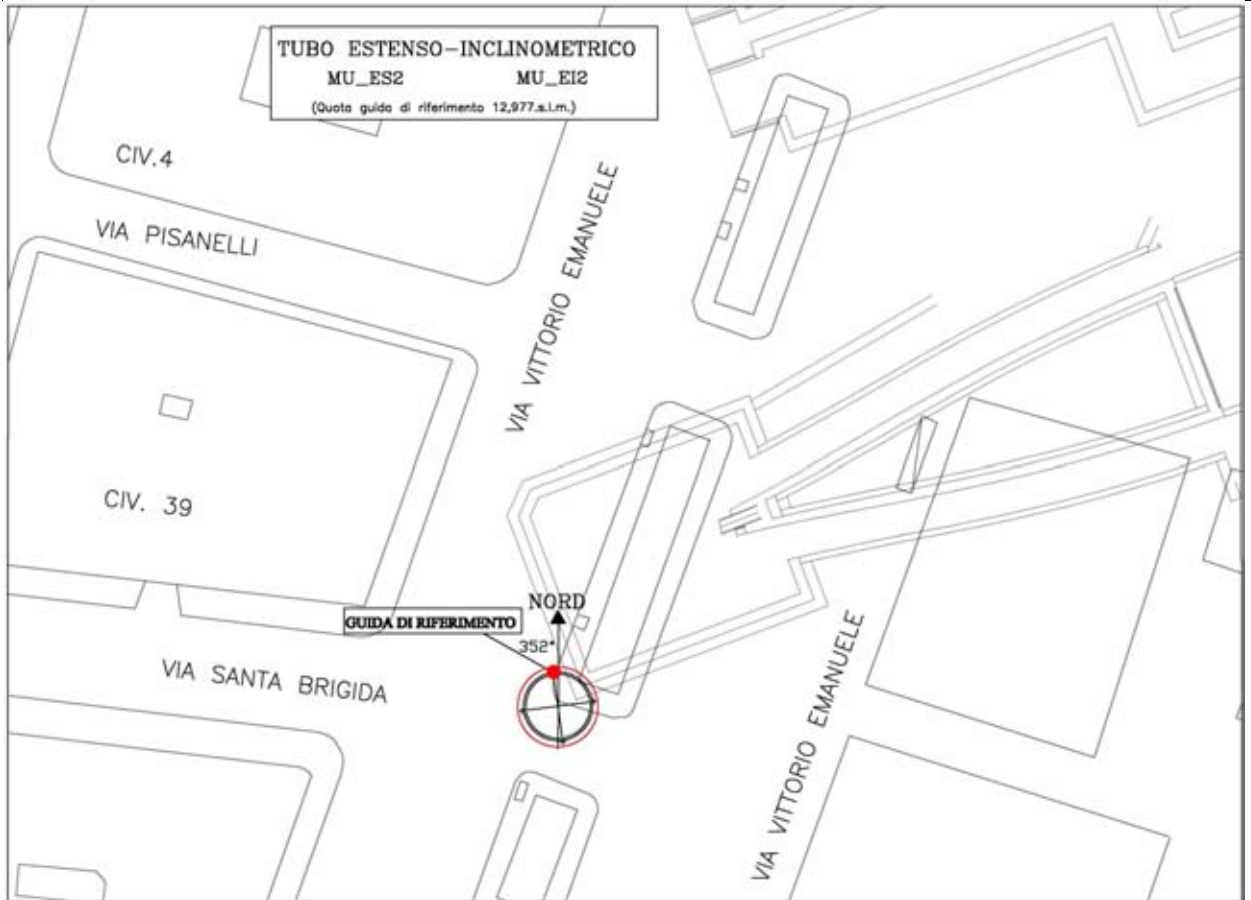 TUBO ESTENSO-INCLINOMETRICO
MU_ES2 MU_EI2
(Quota guida di riferimento 12,977.s.l.m.)
CIV.4
VIA PISANELLI
VIA VITTORIO EMANUELE
CIV. 39
NORD
GUIDA DI RIFERIMENTO
352°
VIA SANTA BRIGIDA
VIA VITTORIO EMANUELE